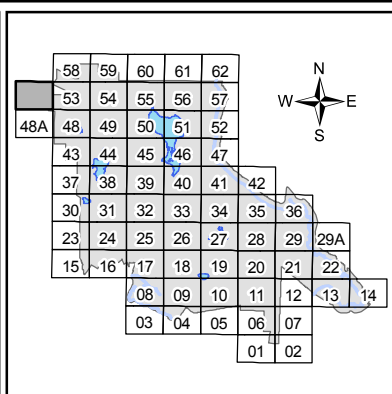 58 59 60 61 62
N
53 54 55 56 57
W E
48A 48 49 50 51 52
S
43 44 45 46 47
37 38 39 40 41 42
30 31 32 33 34 35 36
23 24 25 26 27 28 29 29A
15 16 17 18 19 20 21 22
08 09 10 11 12 13 14
03 04 05 06 07
01 02